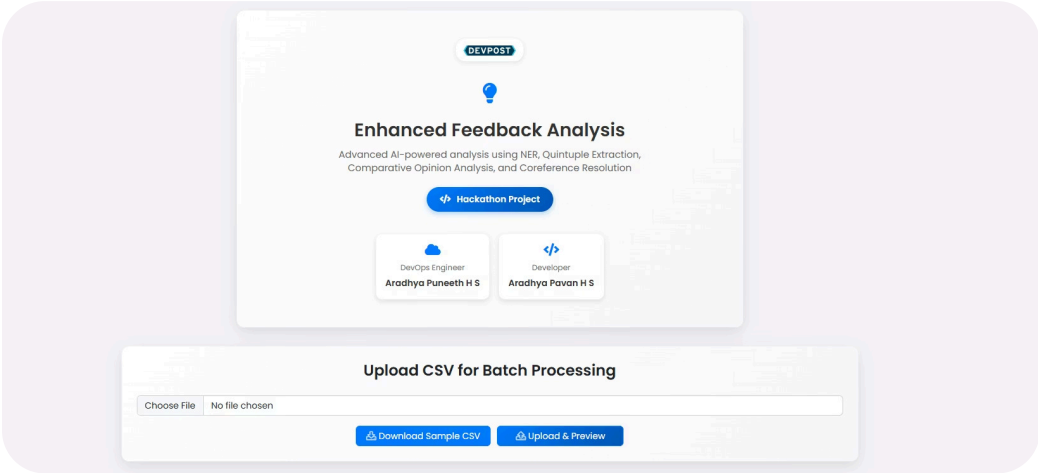 DEVPOST
Enhanced Feedback Analysis
Advanced AI-powered analysis using NER, Quintuple Extraction,
Comparative Opinion Analysis, and Coreference Resolution
</> Hackathon Project
</>
DevOps Engineer Developer
Aradhya Puneeth H S Aradhya Pavan H S
Upload CSV for Batch Processing
Choose File No file chosen
Download Sample CSV Upload & Preview